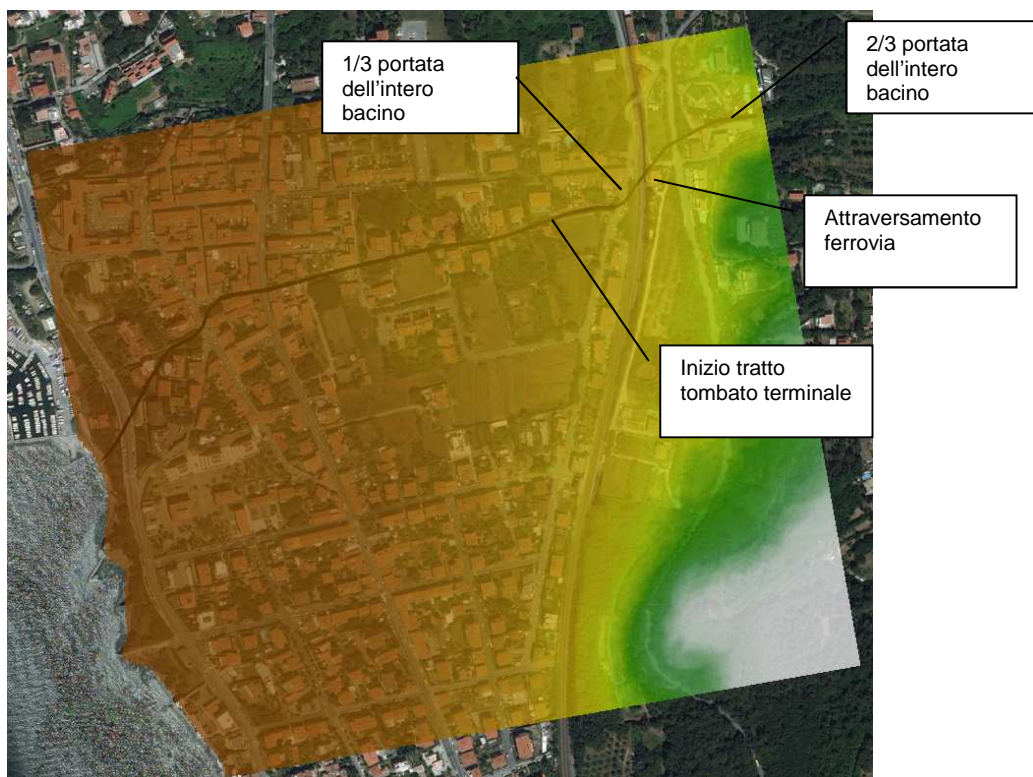 1/3 portata
dell'intero
bacino
2/3 portata
dell'intero
bacino
Attraversamento
ferrovia
Inizio tratto
tombato terminale